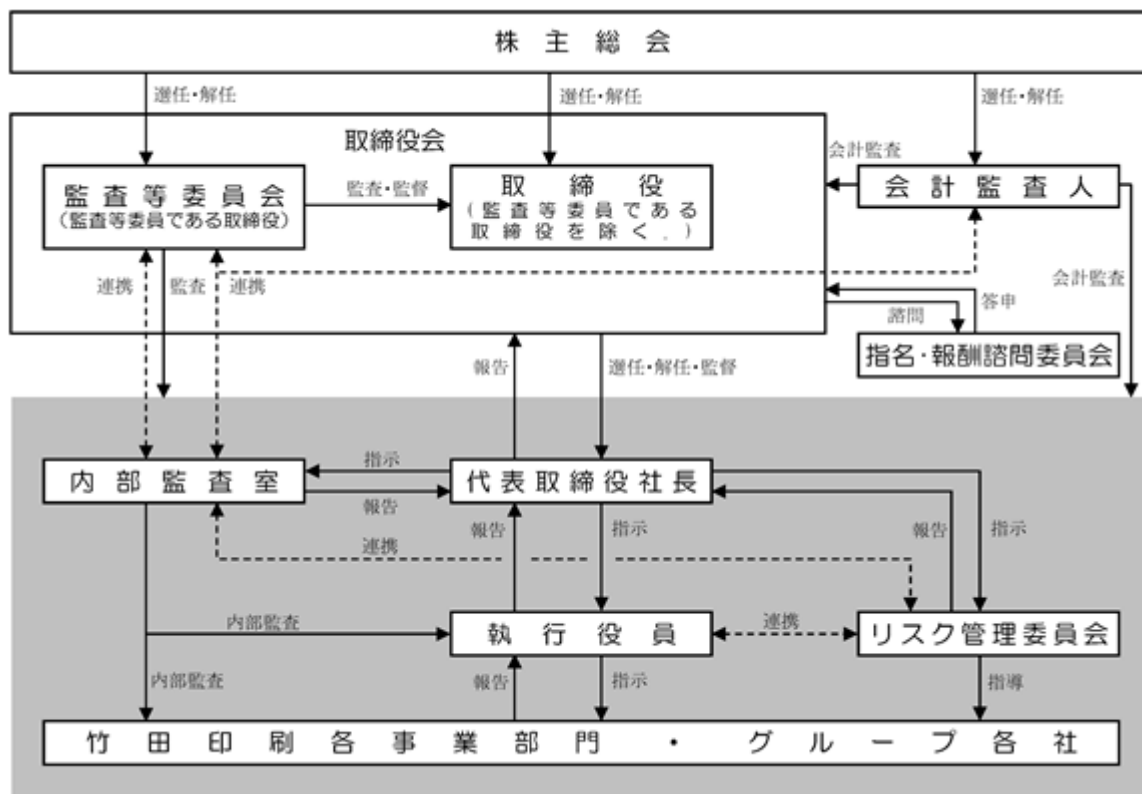 株主総会
選任・解任
選任・解任
選任・解任
取締役会
会計監査
監査等委員会
（監査等委員である取締役）
監査・監督
取締役
(監査等委員である
取締役を除く．)
会計監査人
連携
監査
連携
会計監査
答申
諮問
指名・報酬諮問委員会
報告
選任・解任・監督
内部監査室
指示
報告
代表取締役社長
報告
指示
連携
報告
指示
内部監査
執行役員
連携
リスク管理委員会
内部監査
報告
指示
指導
竹田印刷各事業部門・グループ各社